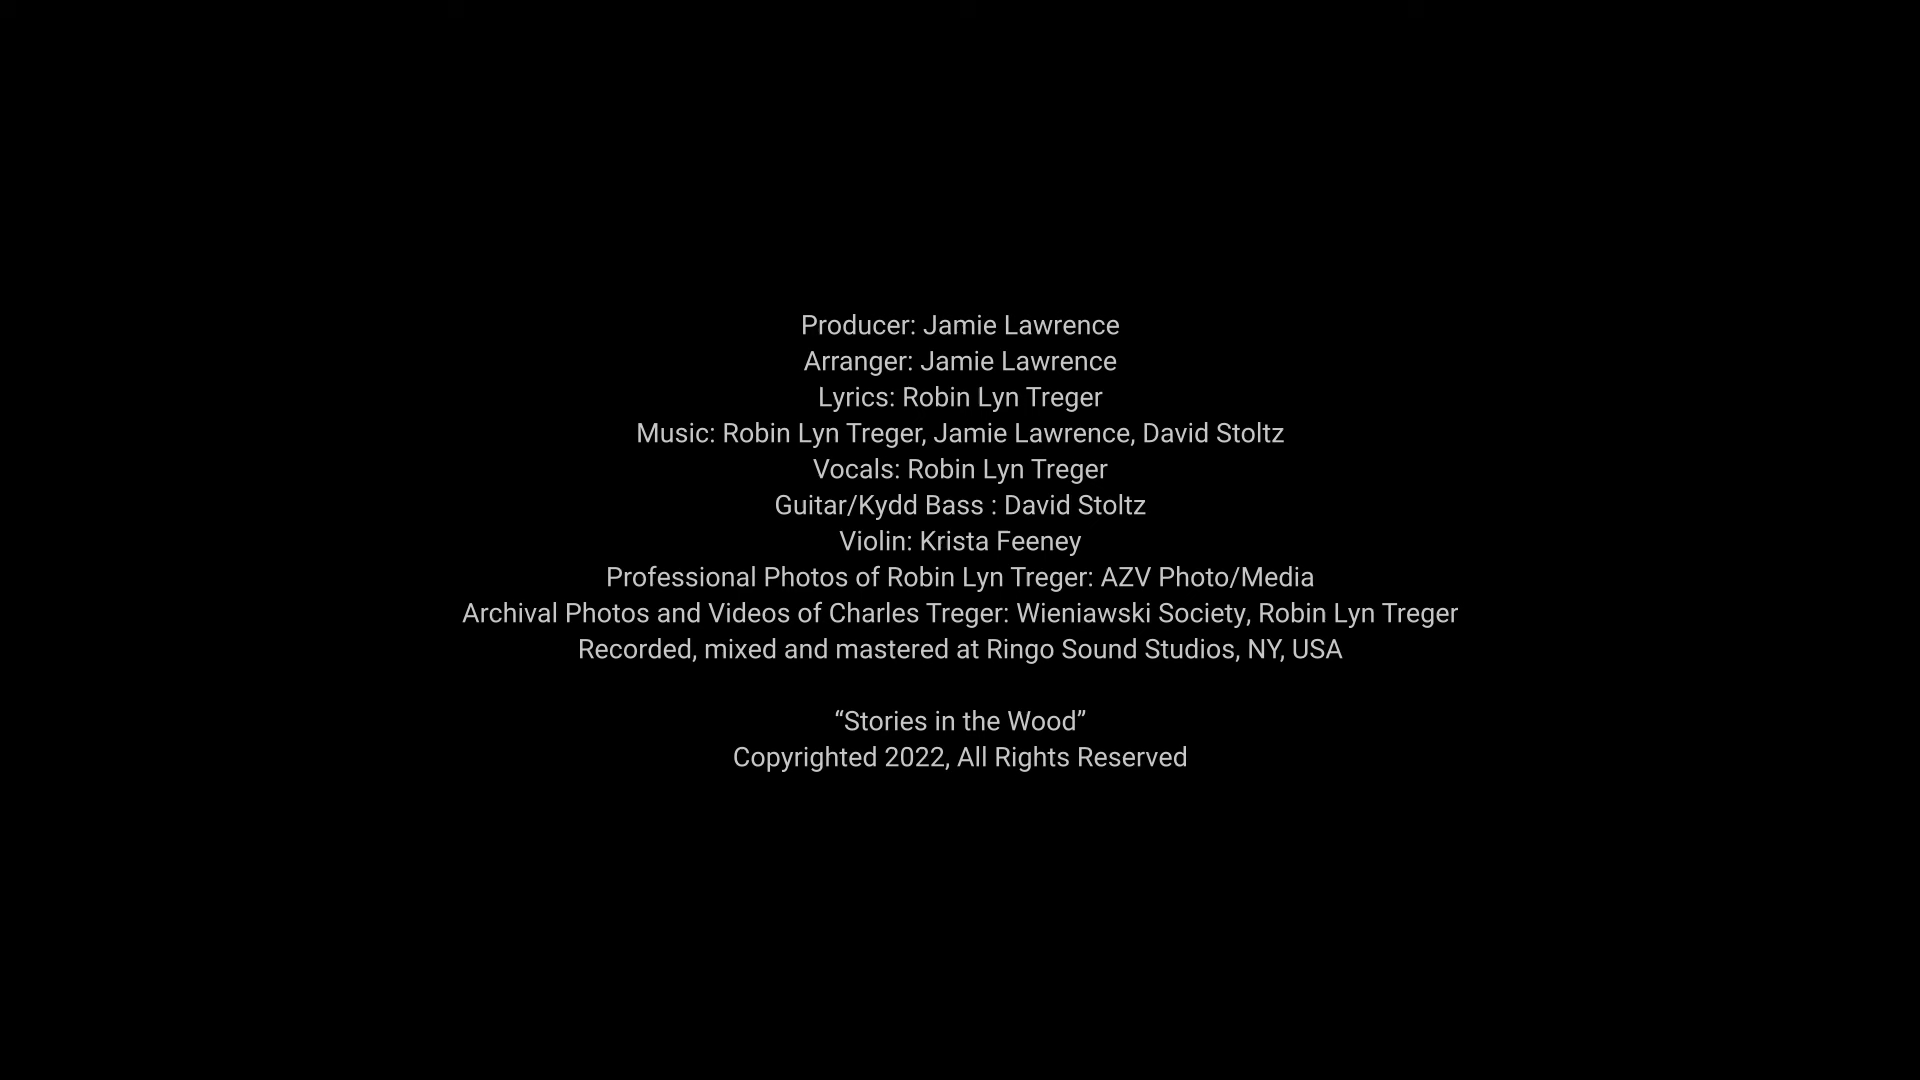 Producer: Jamie Lawrence
Arranger: Jamie Lawrence
Lyrics: Robin Lyn Treger
Music: Robin Lyn Treger, Jamie Lawrence, David Stoltz
Vocals: Robin Lyn Treger
Guitar/Kydd Bass : David Stoltz
Violin: Krista Feeney
Professional Photos of Robin Lyn Treger: AZV Photo/Media
Archival Photos and Videos of Charles Treger: Wieniawski Society, Robin Lyn Treger
Recorded, mixed and mastered at Ringo Sound Studios, NY, USA
“Stories in the Wood”
Copyrighted 2022, All Rights Reserved